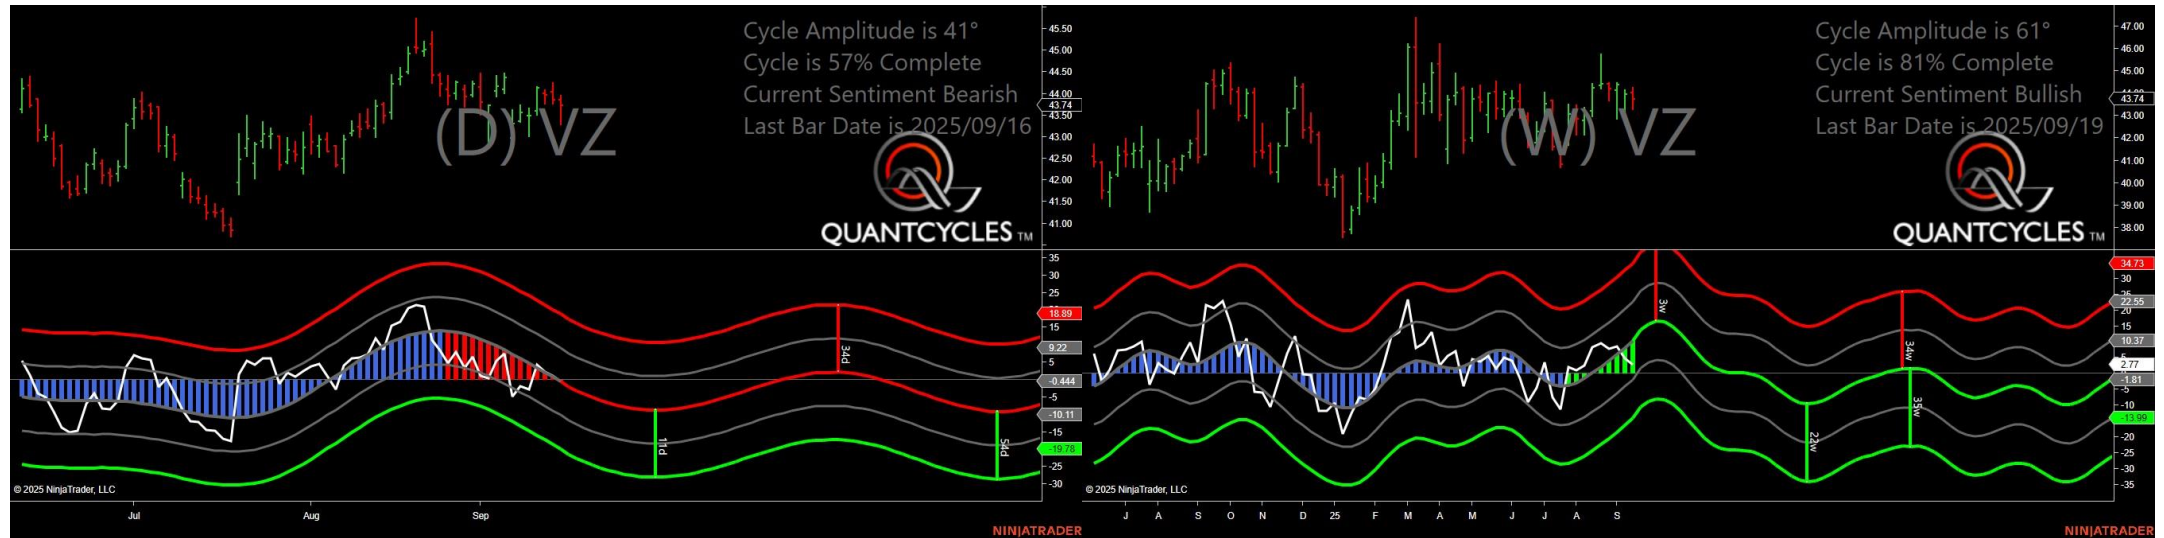 Cycle Amplitude is 41°
Cycle is 57% Complete
Current Sentiment Bearish
Last Bar Date is 2025/09/16
(D) VZ
QUANTCYCLES TM
45.50
45.00
44.50
44.00
43.74
43.50
43.00
42.50
42.00
41.50
41.00
35
30
25
18.89
15
9.22
5
-0.444
-5
-10.11
-15
-19.78
-25
-30
11d
34d
54d
© 2025 NinjaTrader, LLC
Jul Aug Sep
NINJATRADER
Cycle Amplitude is 61°
Cycle is 81% Complete
Current Sentiment Bullish
Last Bar Date is 2025/09/19
(W) VZ
QUANTCYCLES TM
47.00
46.00
45.00
43.74
43.00
42.00
41.00
40.00
39.00
38.00
34.73
30
22.55
20
15
10.37
2.77
-1.81
-5
-10
-13.99
-20
-25
-30
-35
3w
22w
34w
35w
© 2025 NinjaTrader, LLC
J A S O N D 25 F M A M J J A S
NINJATRADER